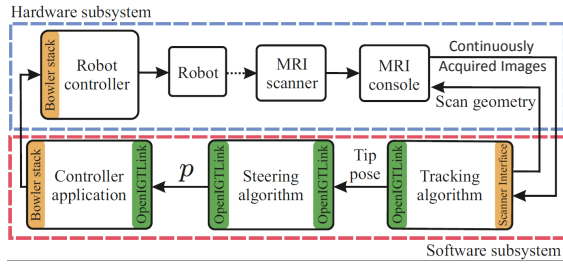 Hardware subsystem
Bowler stack
Robot
controller
Robot
MRI
scanner
MRI
console
Continuously
Acquired Images
Scan geometry
Bowler stack
Controller
application
OpenIGTLink
p
OpenIGTLink
Steering
algorithm
OpenIGTLink
Tip
pose
OpenIGTLink
Tracking
algorithm
Scanner Interface
Software subsystem